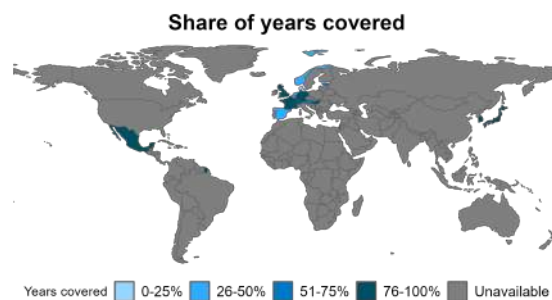 Share of years covered
Years covered 0-25% 26-50% 51-75% 76-100% Unavailable